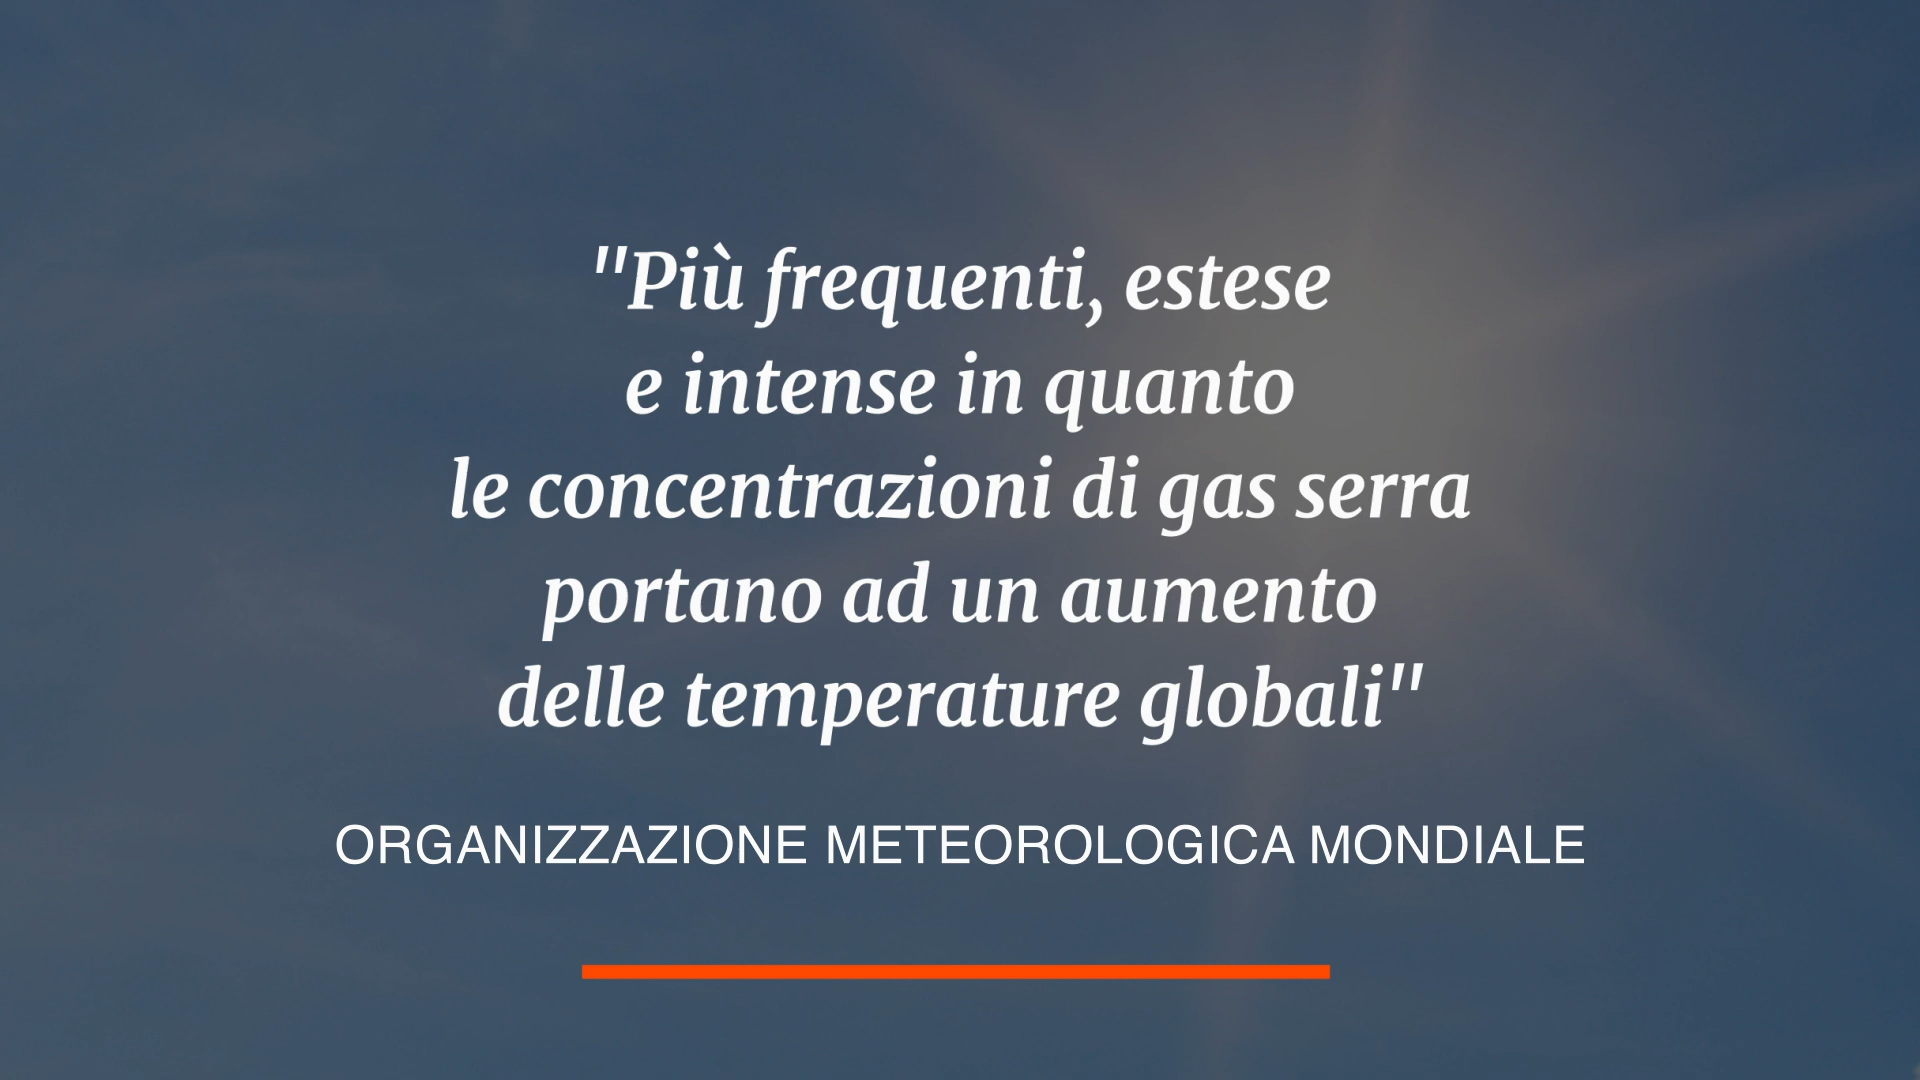 "Più frequenti, estese
e intense in quanto
le concentrazioni di gas serra
portano ad un aumento
delle temperature globali"
ORGANIZZAZIONE METEOROLOGICA MONDIALE